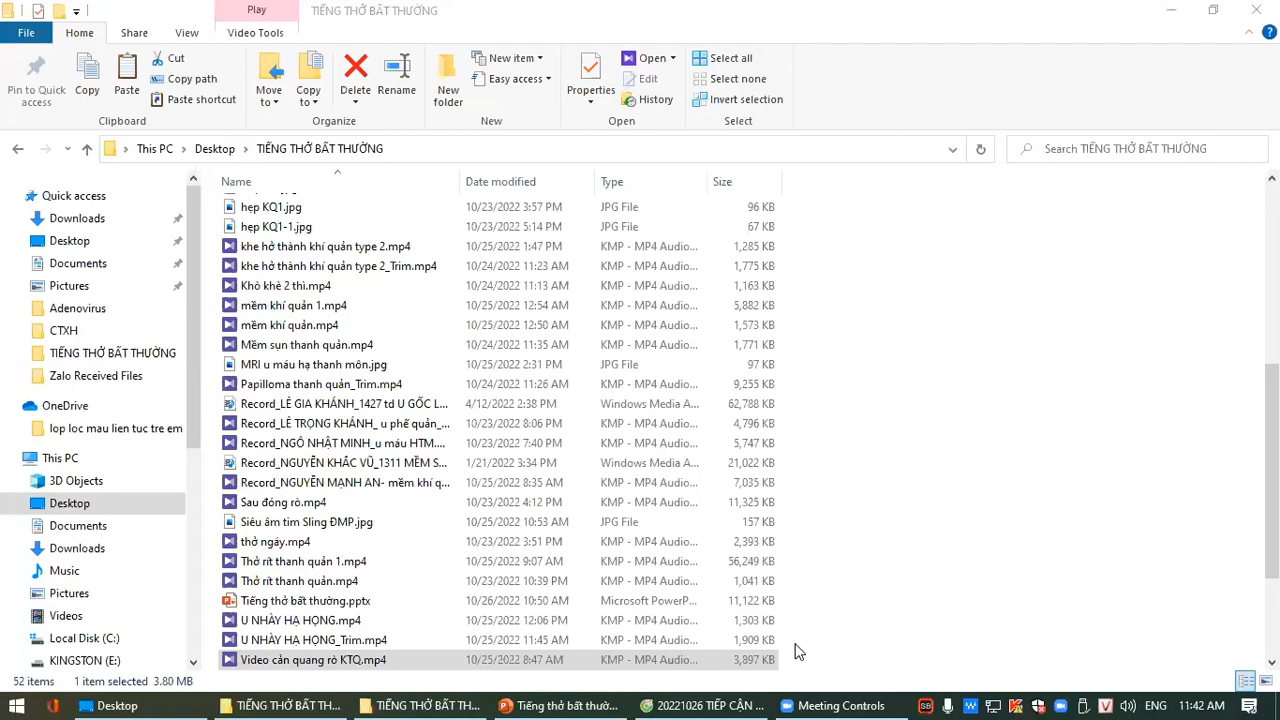 Play
TIẾNG THỞ BẤT THƯỜNG
File
Home
Share
View
Video Tools
Pin to Quick access
Copy
Paste
Cut
Copy path
Paste shortcut
Clipboard
Move to
Copy to
Delete
Rename
Organize
New folder
New item
Easy access
New
Properties
Open
Edit
History
Open
Select all
Select none
Invert selection
Select
This PC
Desktop
TIẾNG THỞ BẤT THƯỜNG
Search TIẾNG THỞ BẤT THƯỜNG
Quick access
Downloads
Desktop
Documents
Pictures
Adenovirus
CTXH
TIẾNG THỞ BẤT THƯỜNG
Zalo Received Files
OneDrive
lop loc mau lien tuc tre em
This PC
3D Objects
Desktop
Documents
Downloads
Music
Pictures
Videos
Local Disk (C:)
KINGSTON (E:)
Name Date modified Type Size
hẹp KQ1.jpg 10/23/2022 3:57 PM JPG File 96 KB
hẹp KQ1-1.jpg 10/23/2022 5:14 PM JPG File 67 KB
khe hở thành khí quản type 2.mp4 10/25/2022 1:47 PM KMP - MP4 Audio... 1,285 KB
khe hở thành khí quản type 2_Trim.mp4 10/24/2022 11:23 AM KMP - MP4 Audio... 1,775 KB
Khò khè 2 thì.mp4 10/24/2022 11:13 AM KMP - MP4 Audio... 1,163 KB
mềm khí quản 1.mp4 10/25/2022 12:54 AM KMP - MP4 Audio... 5,882 KB
mềm khí quản.mp4 10/25/2022 12:50 AM KMP - MP4 Audio... 1,573 KB
Mềm sụn thanh quản.mp4 10/24/2022 11:35 AM KMP - MP4 Audio... 1,771 KB
MRI u máu hạ thanh môn.jpg 10/25/2022 2:31 PM JPG File 97 KB
Papilloma thanh quản_Trim.mp4 10/24/2022 11:26 AM KMP - MP4 Audio... 9,255 KB
Record_LÊ GIA KHÁNH_1427 td U GỐC L... 4/12/2022 2:38 PM Windows Media A... 62,788 KB
Record_LÊ TRỌNG KHÁNH_ u phế quản_... 10/23/2022 8:06 PM KMP - MP4 Audio... 4,796 KB
Record_NGÔ NHẬT MINH_u máu HTM.... 10/23/2022 7:40 PM KMP - MP4 Audio... 5,747 KB
Record_NGUYỄN KHẮC VŨ_1311 MỀM S... 1/21/2022 3:34 PM Windows Media A... 21,022 KB
Record_NGUYỄN MẠNH AN- mềm khí q... 10/25/2022 8:35 AM KMP - MP4 Audio... 7,035 KB
Sau đóng rò.mp4 10/23/2022 4:12 PM KMP - MP4 Audio... 11,325 KB
Siêu âm tim Sling ĐMP.jpg 10/25/2022 10:53 AM JPG File 157 KB
thở ngáy.mp4 10/23/2022 3:51 PM KMP - MP4 Audio... 2,393 KB
Thở rít thanh quản 1.mp4 10/25/2022 9:07 AM KMP - MP4 Audio... 56,249 KB
Thở rít thanh quản.mp4 10/23/2022 10:39 PM KMP - MP4 Audio... 1,041 KB
Tiếng thở bất thường.pptx 10/26/2022 10:50 AM Microsoft PowerP... 11,122 KB
U NHÀY HẠ HỌNG.mp4 10/25/2022 12:06 PM KMP - MP4 Audio... 1,303 KB
U NHÀY HẠ HỌNG_Trim.mp4 10/25/2022 11:45 AM KMP - MP4 Audio... 1,909 KB
Video cản quang rò KTQ.mp4 10/25/2022 8:47 AM KMP - MP4 Audio... 3,897 KB
52 items 1 item selected 3.80 MB
Desktop
TIẾNG THỞ BẤT TH...
TIẾNG THỞ BẤT TH...
Tiếng thở bất thườ...
20221026 TIẾP CẬN ...
Meeting Controls
ENG
11:42 AM